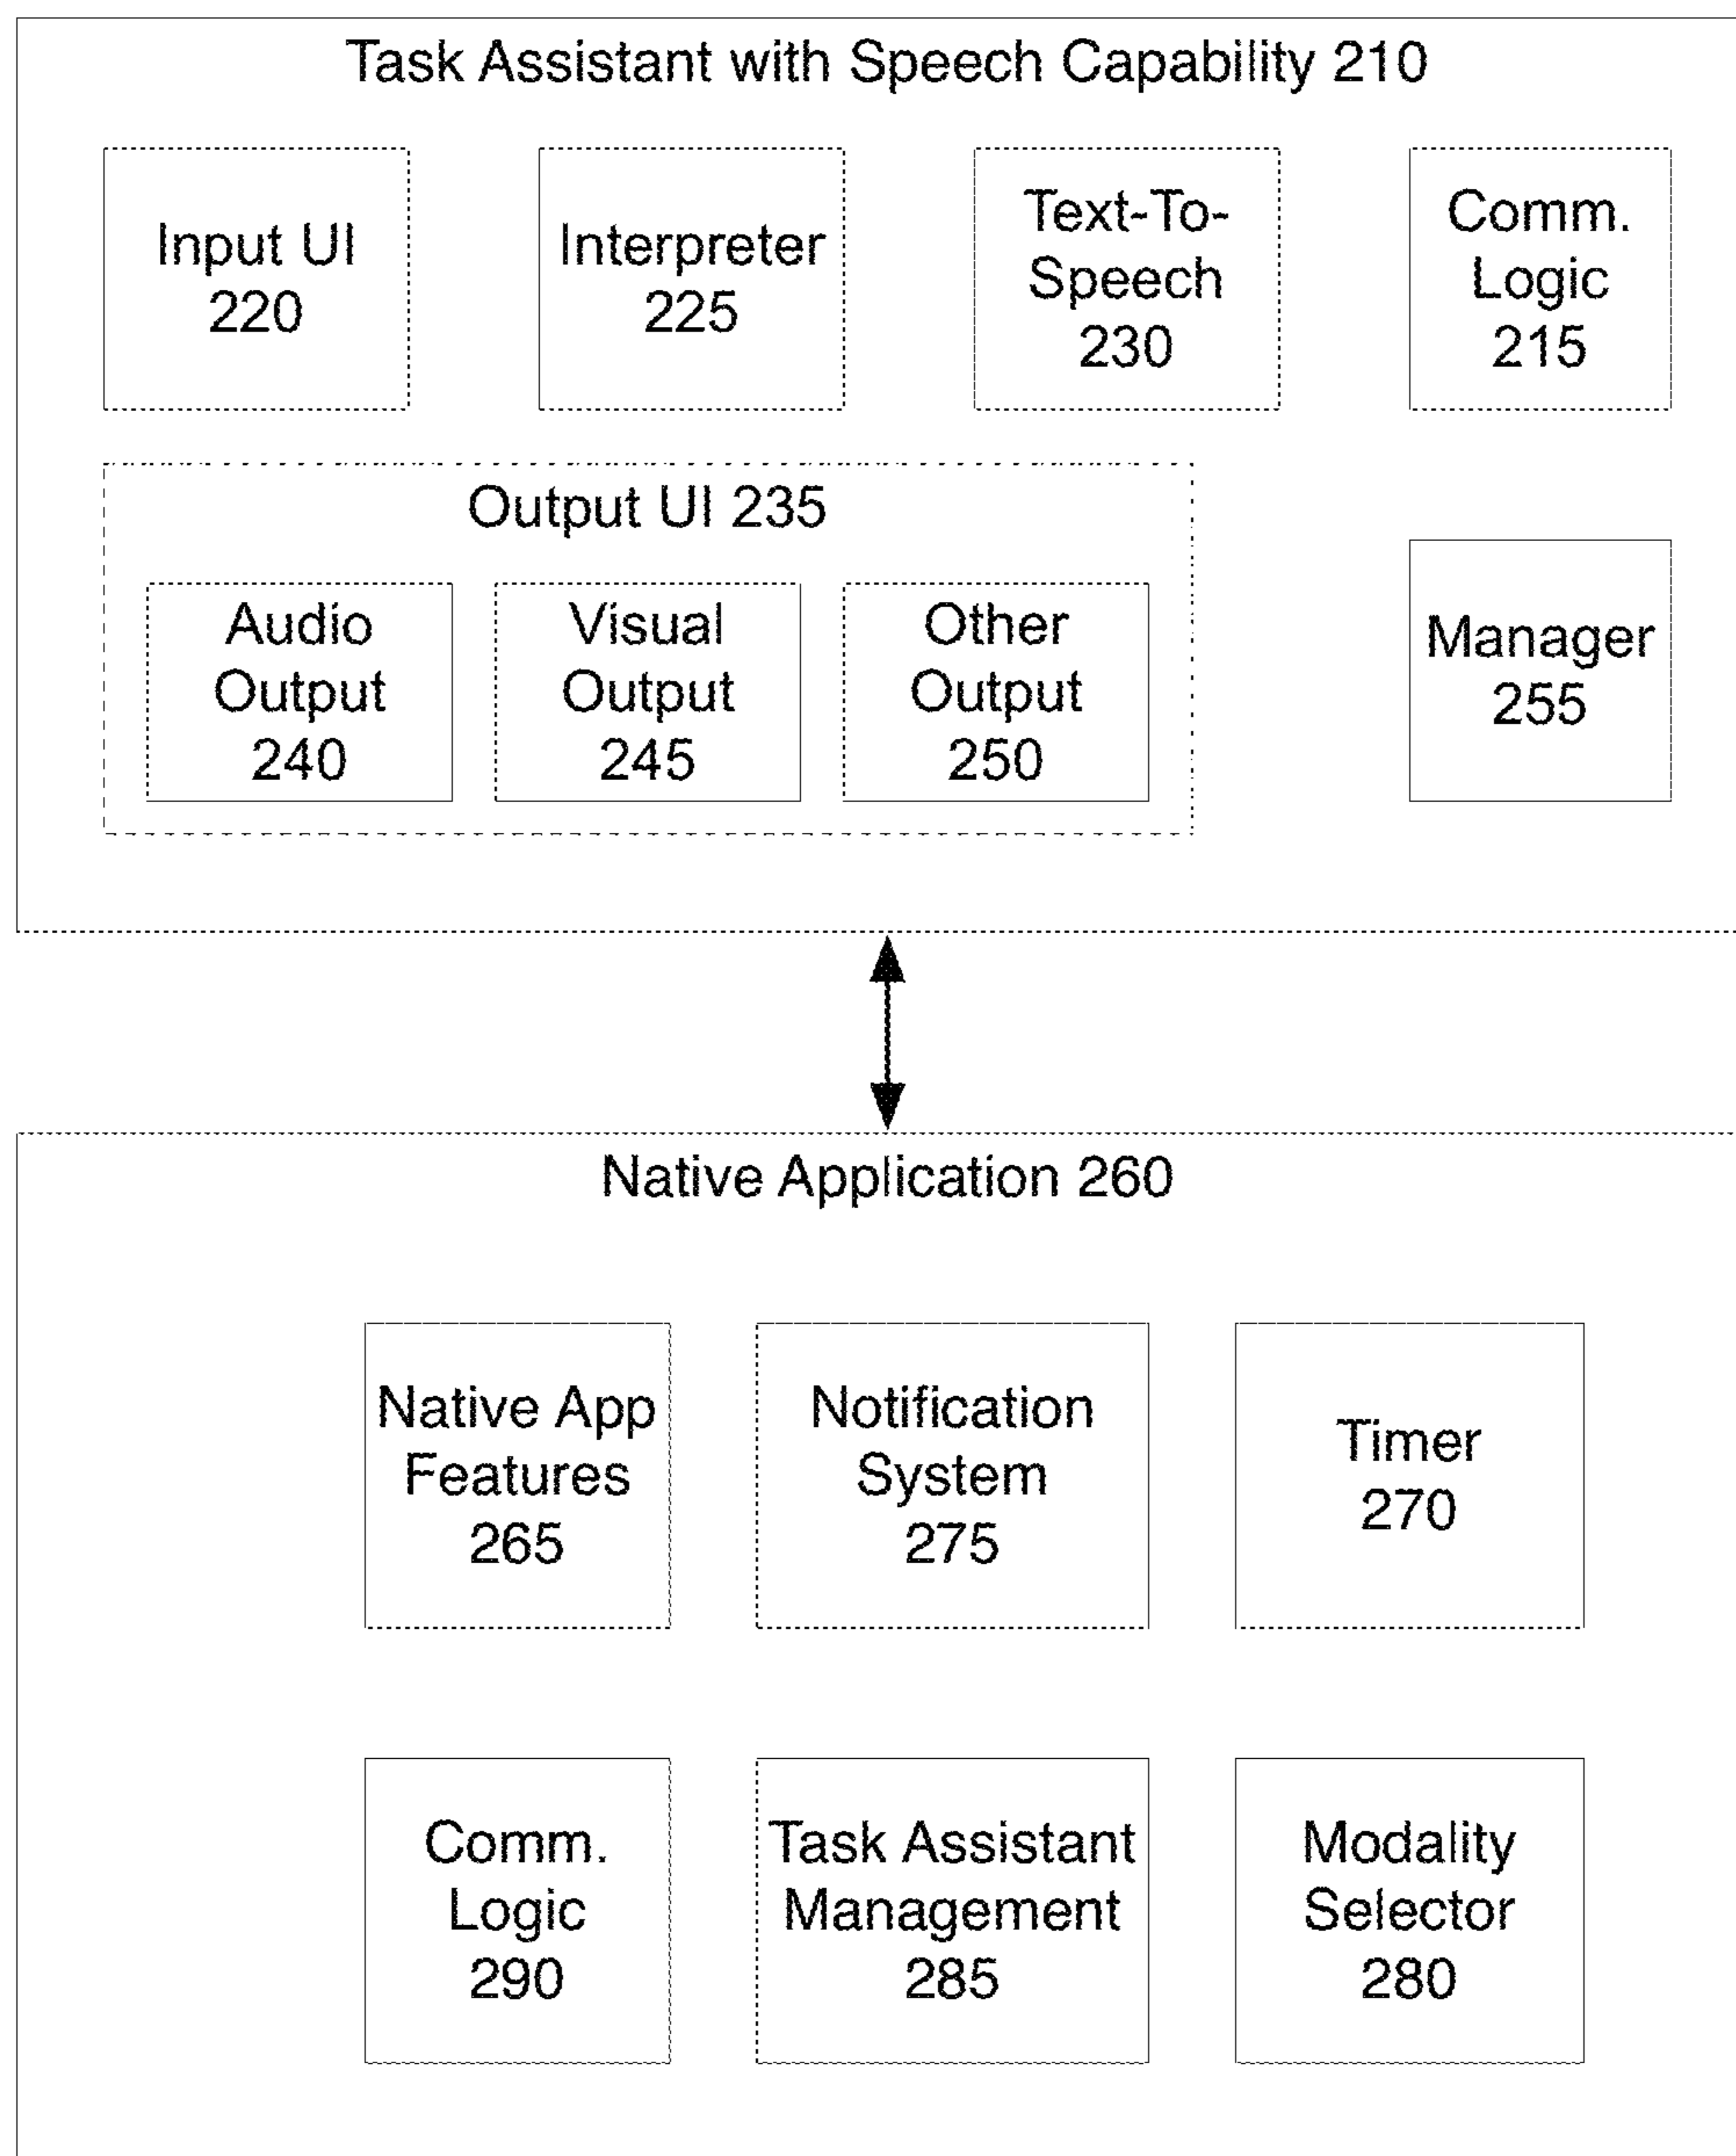 Task Assistant with Speech Capability 210
Input UI
220
Interpreter
225
Text-To-
Speech
230
Comm.
Logic
215
Output UI 235
Audio
Output
240
Visual
Output
245
Other
Output
250
Manager
255
Native Application 260
Native App
Features
265
Notification
System
275
Timer
270
Comm.
Logic
290
Task Assistant
Management
285
Modality
Selector
280